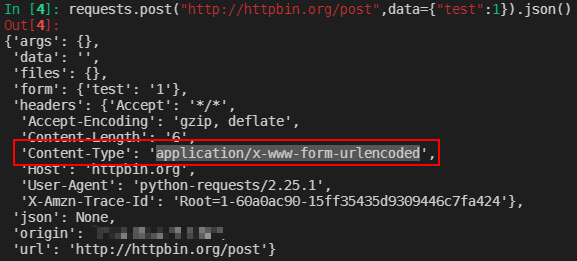 In [4]: requests.post("http://httpbin.org/post",data={"test":1}).json()
Out[4]:
{'args': {},
 'data': '',
 'files': {},
 'form': {'test': '1'},
 'headers': {'Accept': '*/*',
  'Accept-Encoding': 'gzip, deflate',
  'Content-Length': '6',
  'Content-Type': 'application/x-www-form-urlencoded',
  'Host': 'httpbin.org',
  'User-Agent': 'python-requests/2.25.1',
  'X-Amzn-Trace-Id': 'Root=1-60a0ac90-15ff35435d9309446c7fa424'},
 'json': None,
 'origin':
 'url': 'http://httpbin.org/post'}